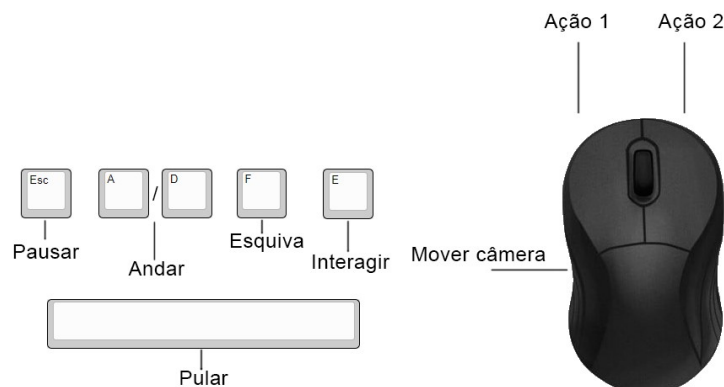 Ação 1
Ação 2
Esc
A
/
D
F
E
Pausar
Andar
Esquiva
Interagir
Mover câmera
Pular